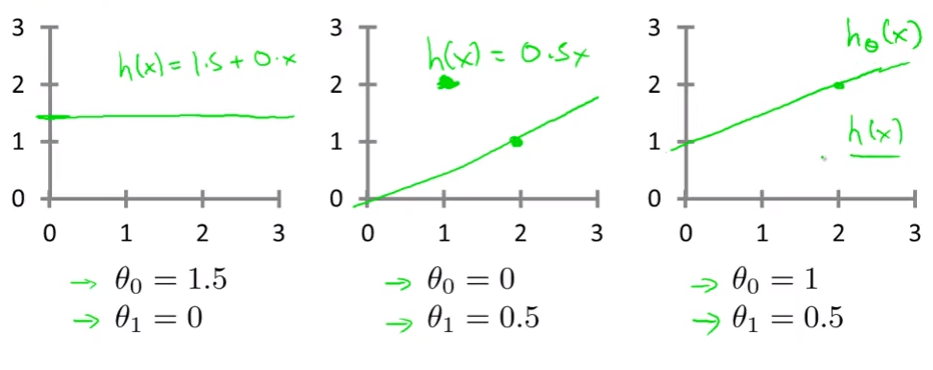 3
2
1
0
0 1 2 3
h(x) = 1.5 + 0·x
→ θ₀ = 1.5
→ θ₁ = 0
3
2
1
0
0 1 2 3
h(x) = 0.5x
→ θ₀ = 0
→ θ₁ = 0.5
3
2
1
0
0 1 2 3
h_θ(x)
h(x)
→ θ₀ = 1
→ θ₁ = 0.5